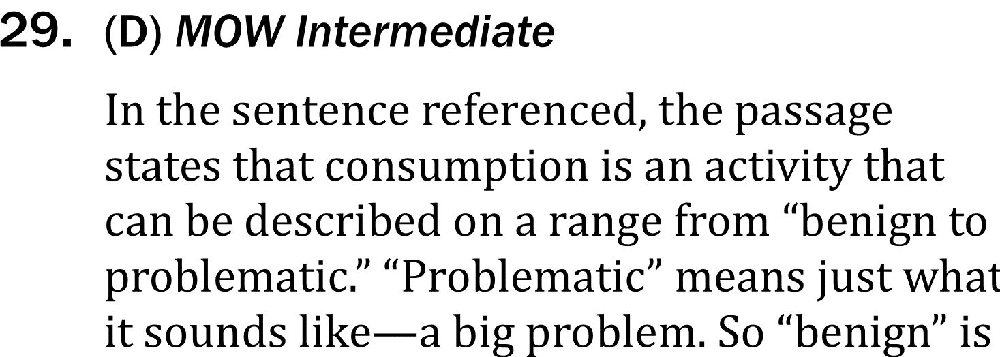 29. (D) MOW Intermediate
In the sentence referenced, the passage
states that consumption is an activity that
can be described on a range from “benign to
problematic.” “Problematic” means just what
it sounds like—a big problem. So “benign” is